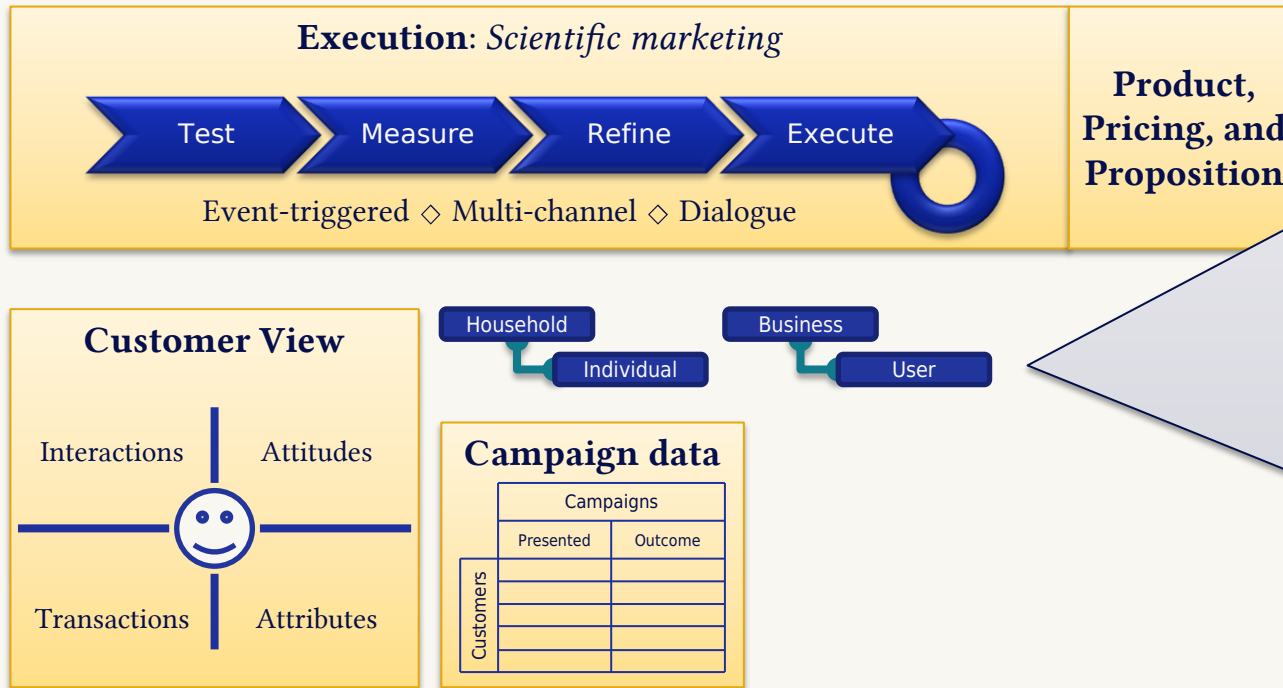 Execution: Scientific marketing
Test
Measure
Refine
Execute
Event-triggered ◇ Multi-channel ◇ Dialogue
Product,
Pricing, and
Proposition
Customer View
Interactions
Attitudes
Transactions
Attributes
Household
Individual
Business
User
Campaign data
Campaigns
Presented
Outcome
Customers